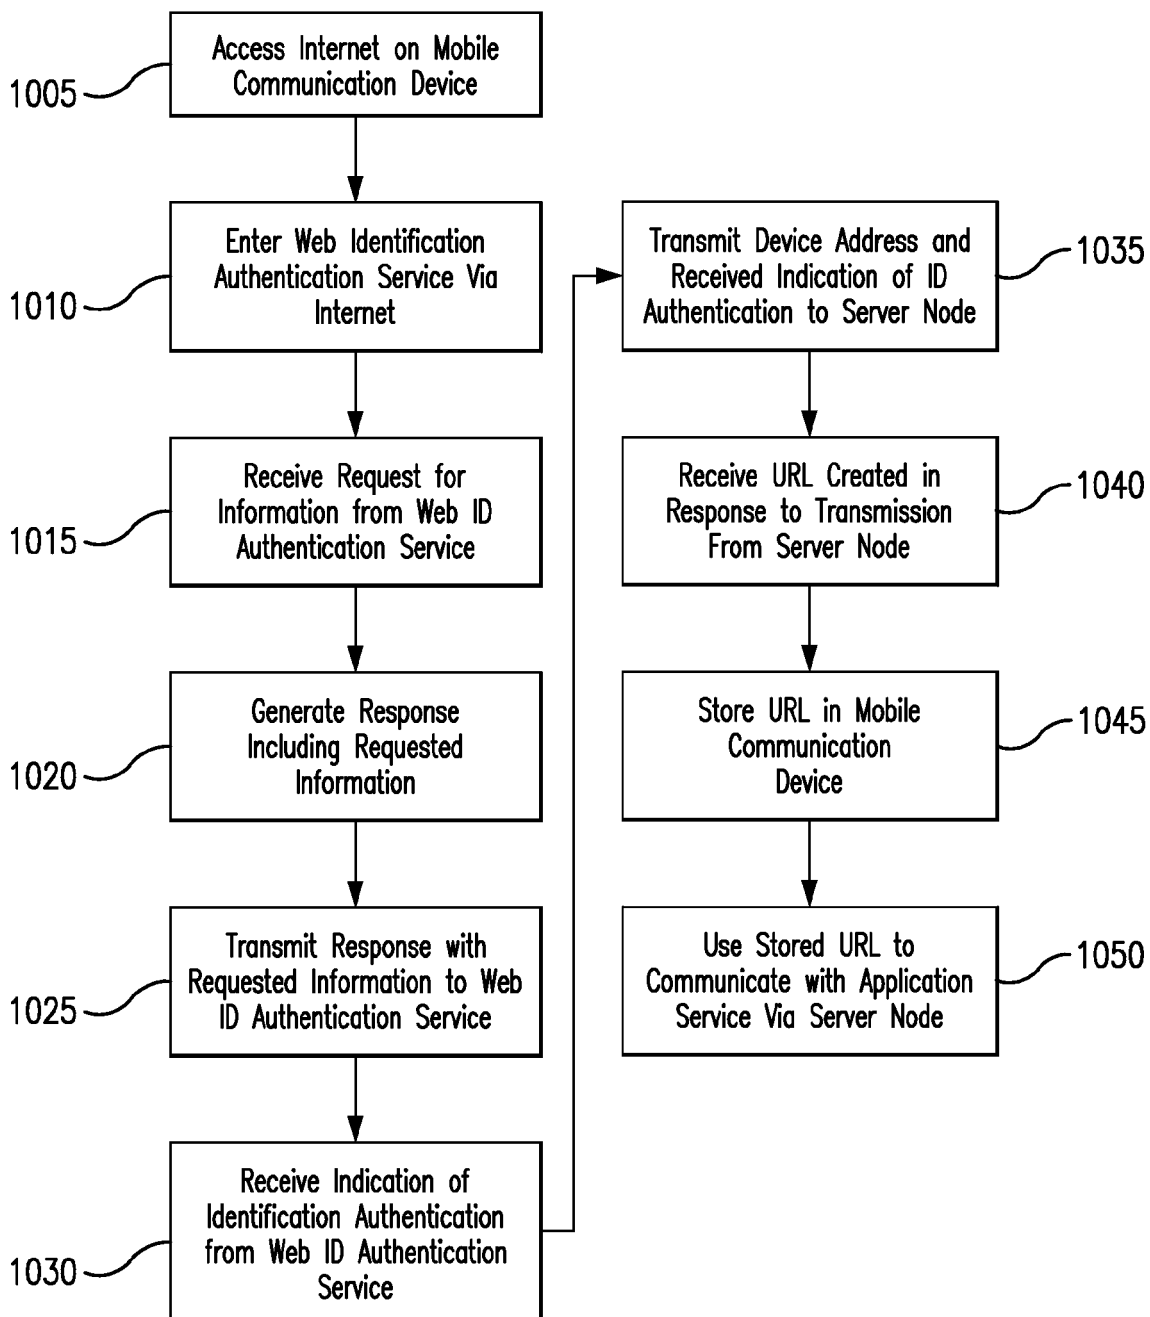 Access Internet on Mobile
Communication Device
1005
Enter Web Identification
Authentication Service Via
Internet
1010
Receive Request for
Information from Web ID
Authentication Service
1015
Generate Response
Including Requested
Information
1020
Transmit Response with
Requested Information to Web
ID Authentication Service
1025
Receive Indication of
Identification Authentication
from Web ID Authentication
Service
1030
Transmit Device Address and
Received Indication of ID
Authentication to Server Node
1035
Receive URL Created in
Response to Transmission
From Server Node
1040
Store URL in Mobile
Communication
Device
1045
Use Stored URL to
Communicate with Application
Service Via Server Node
1050